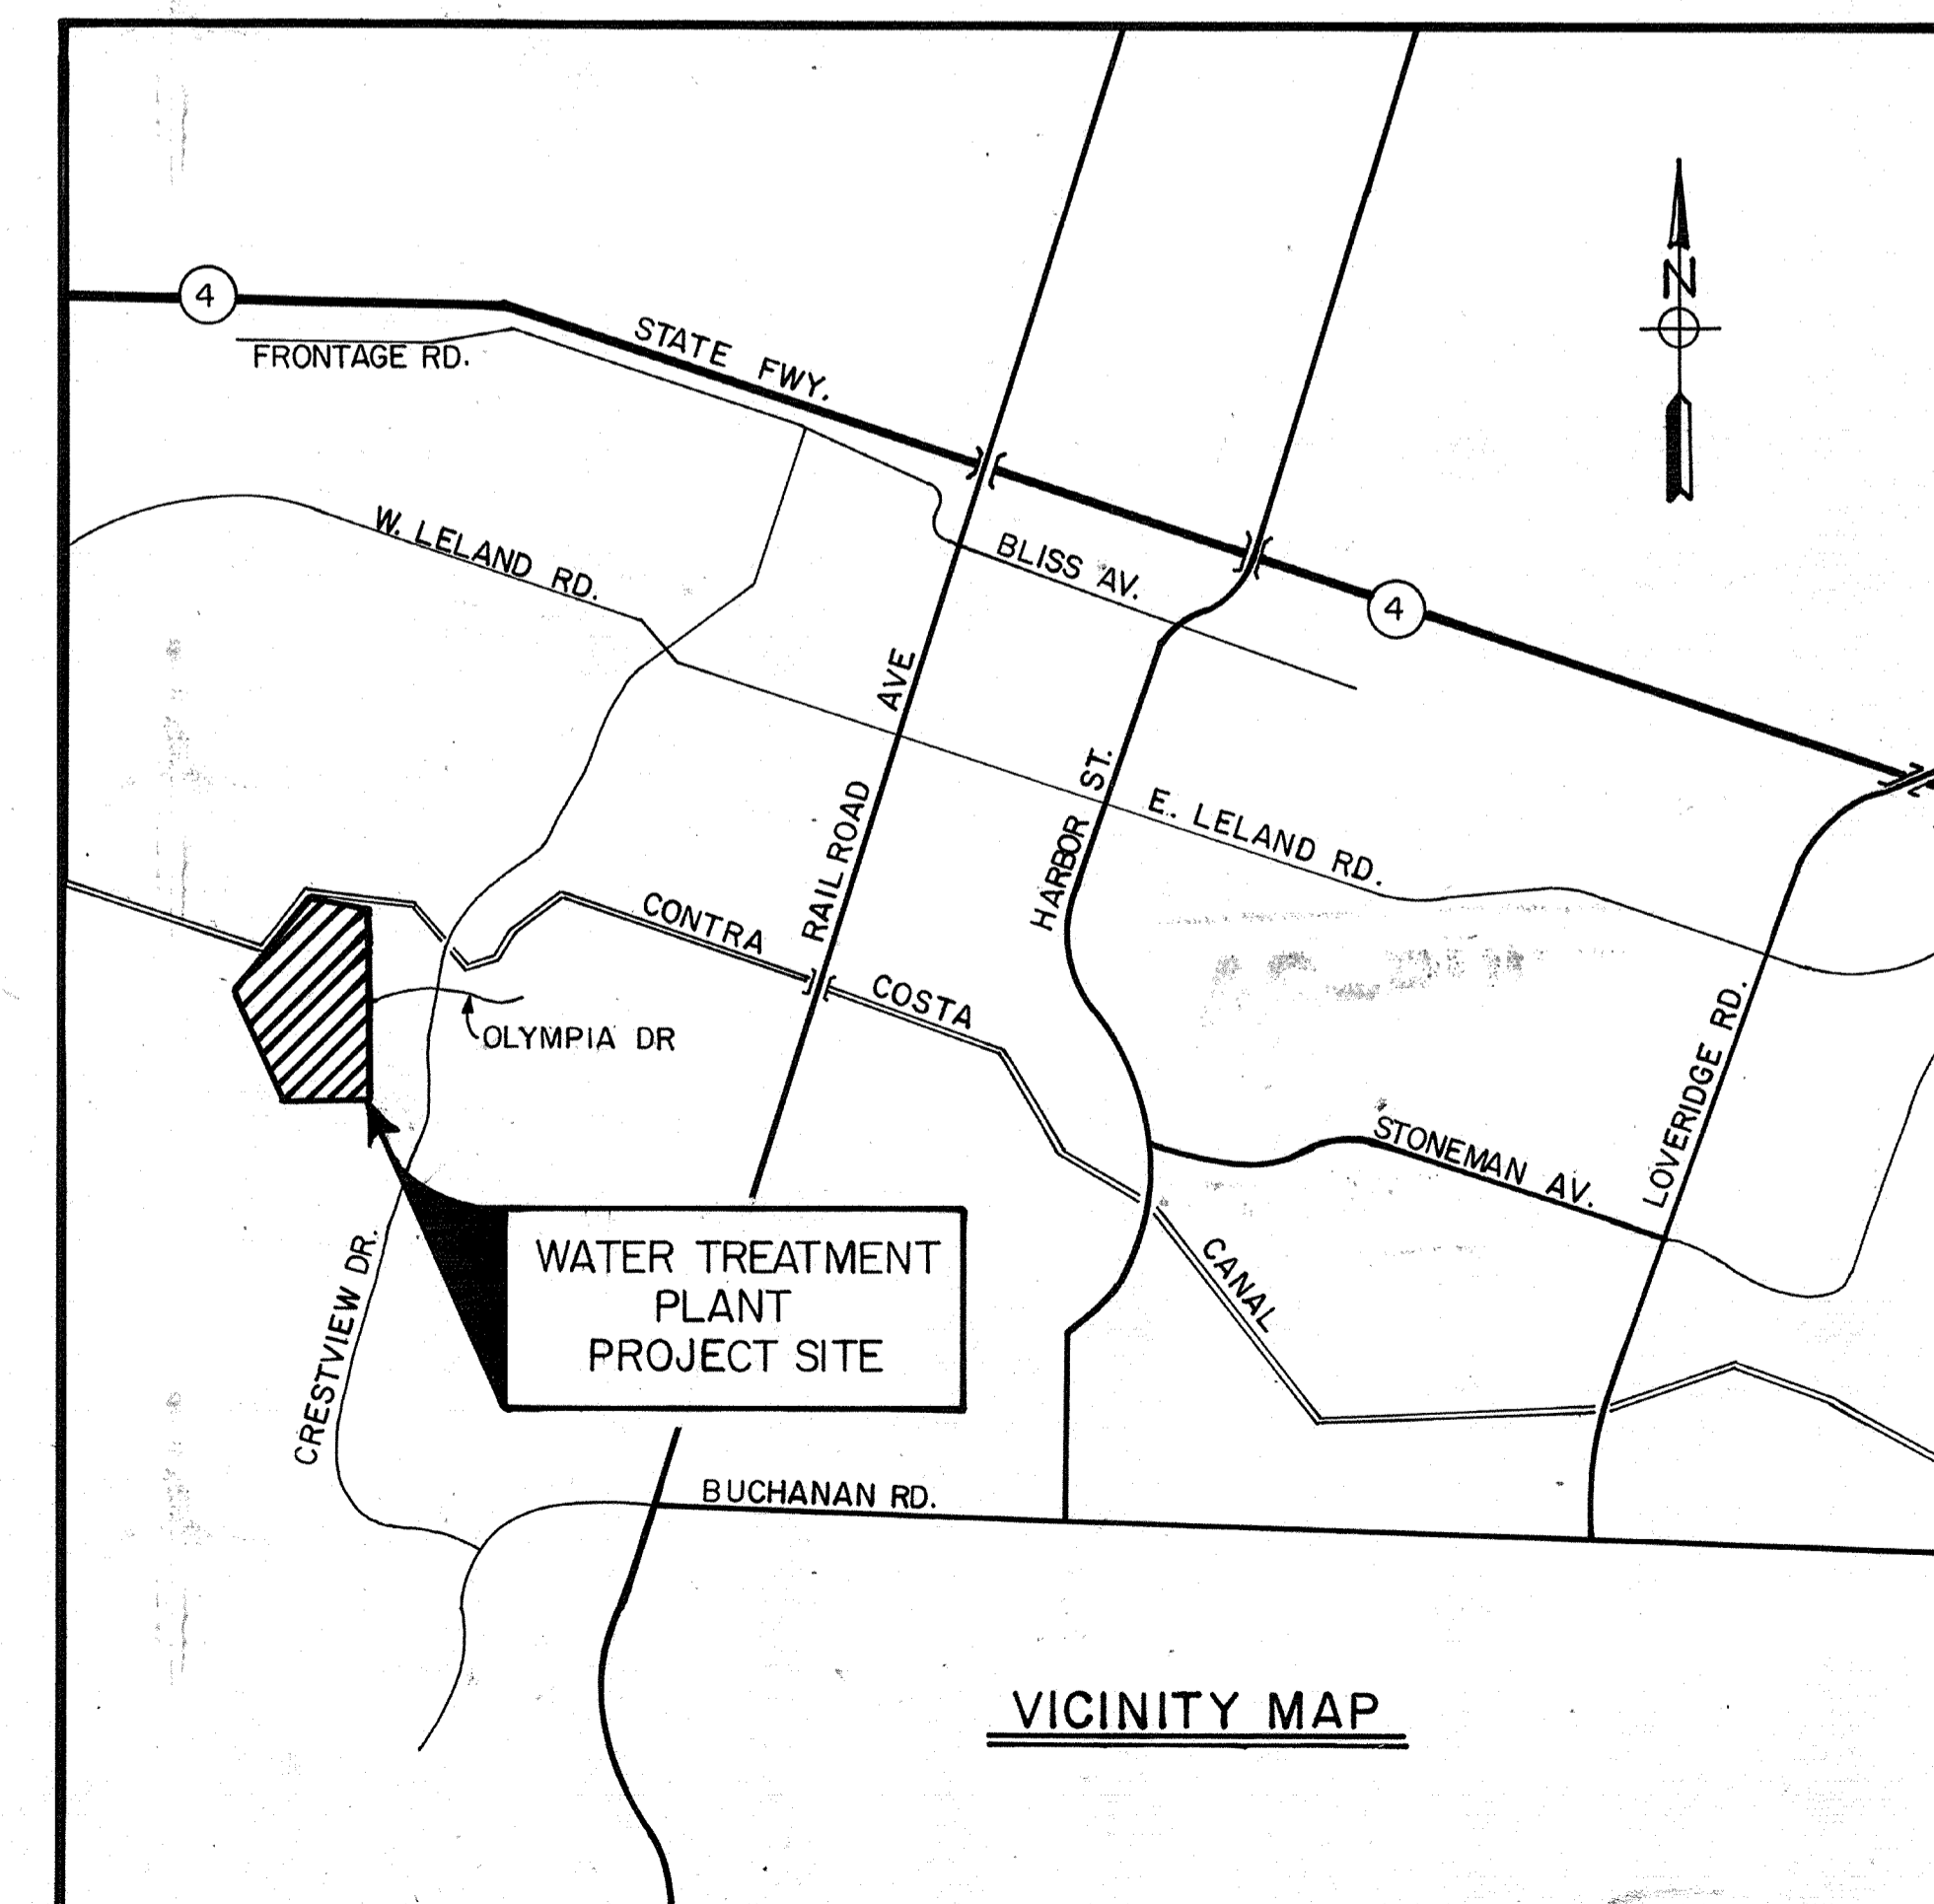 N
4
STATE FWY.
FRONTAGE RD.
W. LELAND RD.
BLISS AV.
4
RAILROAD AVE
HARBOR ST.
E. LELAND RD.
CONTRA COSTA CANAL
OLYMPIA DR
LOVERIDGE RD.
STONEMAN AV.
CRESTVIEW DR.
WATER TREATMENT
PLANT
PROJECT SITE
BUCHANAN RD.
VICINITY MAP